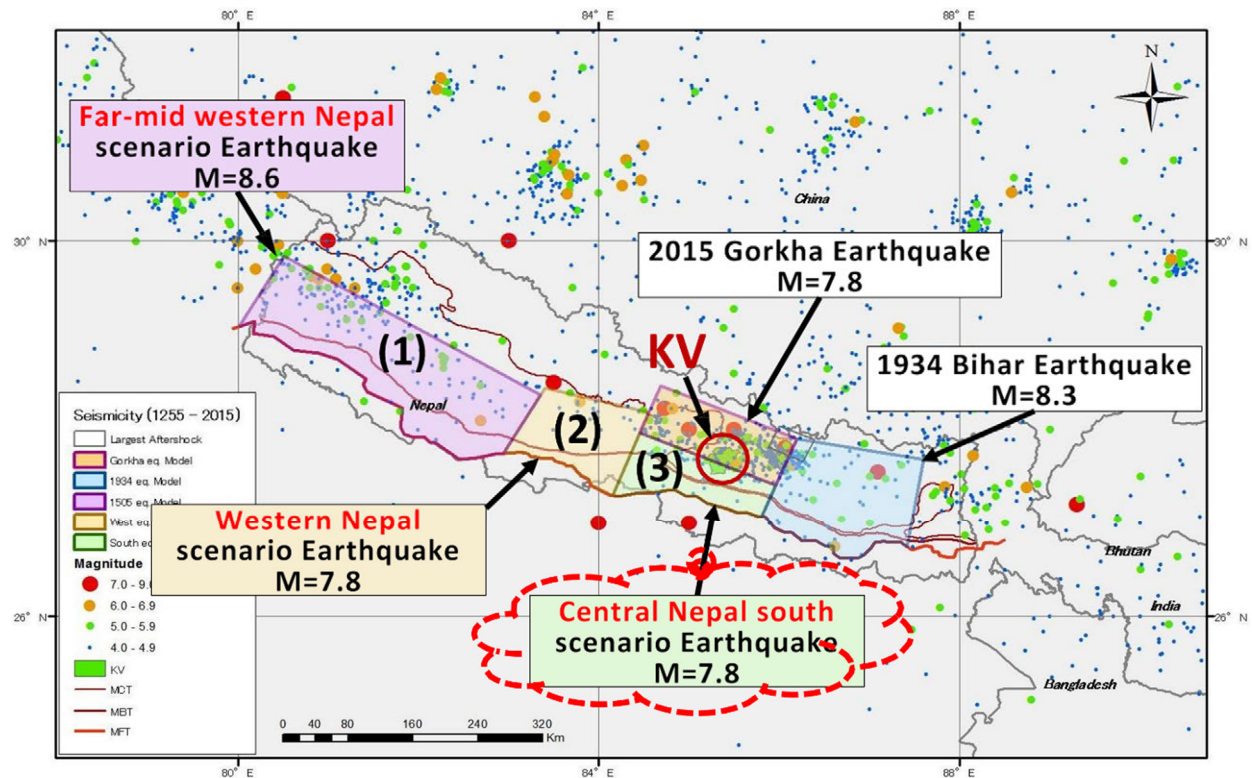 80° E
84° E
88° E
N
Far-mid western Nepal
scenario Earthquake
M=8.6
China
30° N
30° N
2015 Gorkha Earthquake
M=7.8
(1)
KV
1934 Bihar Earthquake
M=8.3
Nepal
(2)
(3)
Seismicity (1255 – 2015)
Largest Aftershock
Gorkha eq. Model
1934 eq. Model
1505 eq. Model
West eq.
South eq
Magnitude
7.0 - 9.0
6.0 - 6.9
5.0 - 5.9
4.0 - 4.9
KV
MCT
MBT
MFT
Western Nepal
scenario Earthquake
M=7.8
Bhutan
India
26° N
26° N
Central Nepal south
scenario Earthquake
M=7.8
Bangladesh
0 40 80 160 240 320
Km
80° E
84° E
88° E